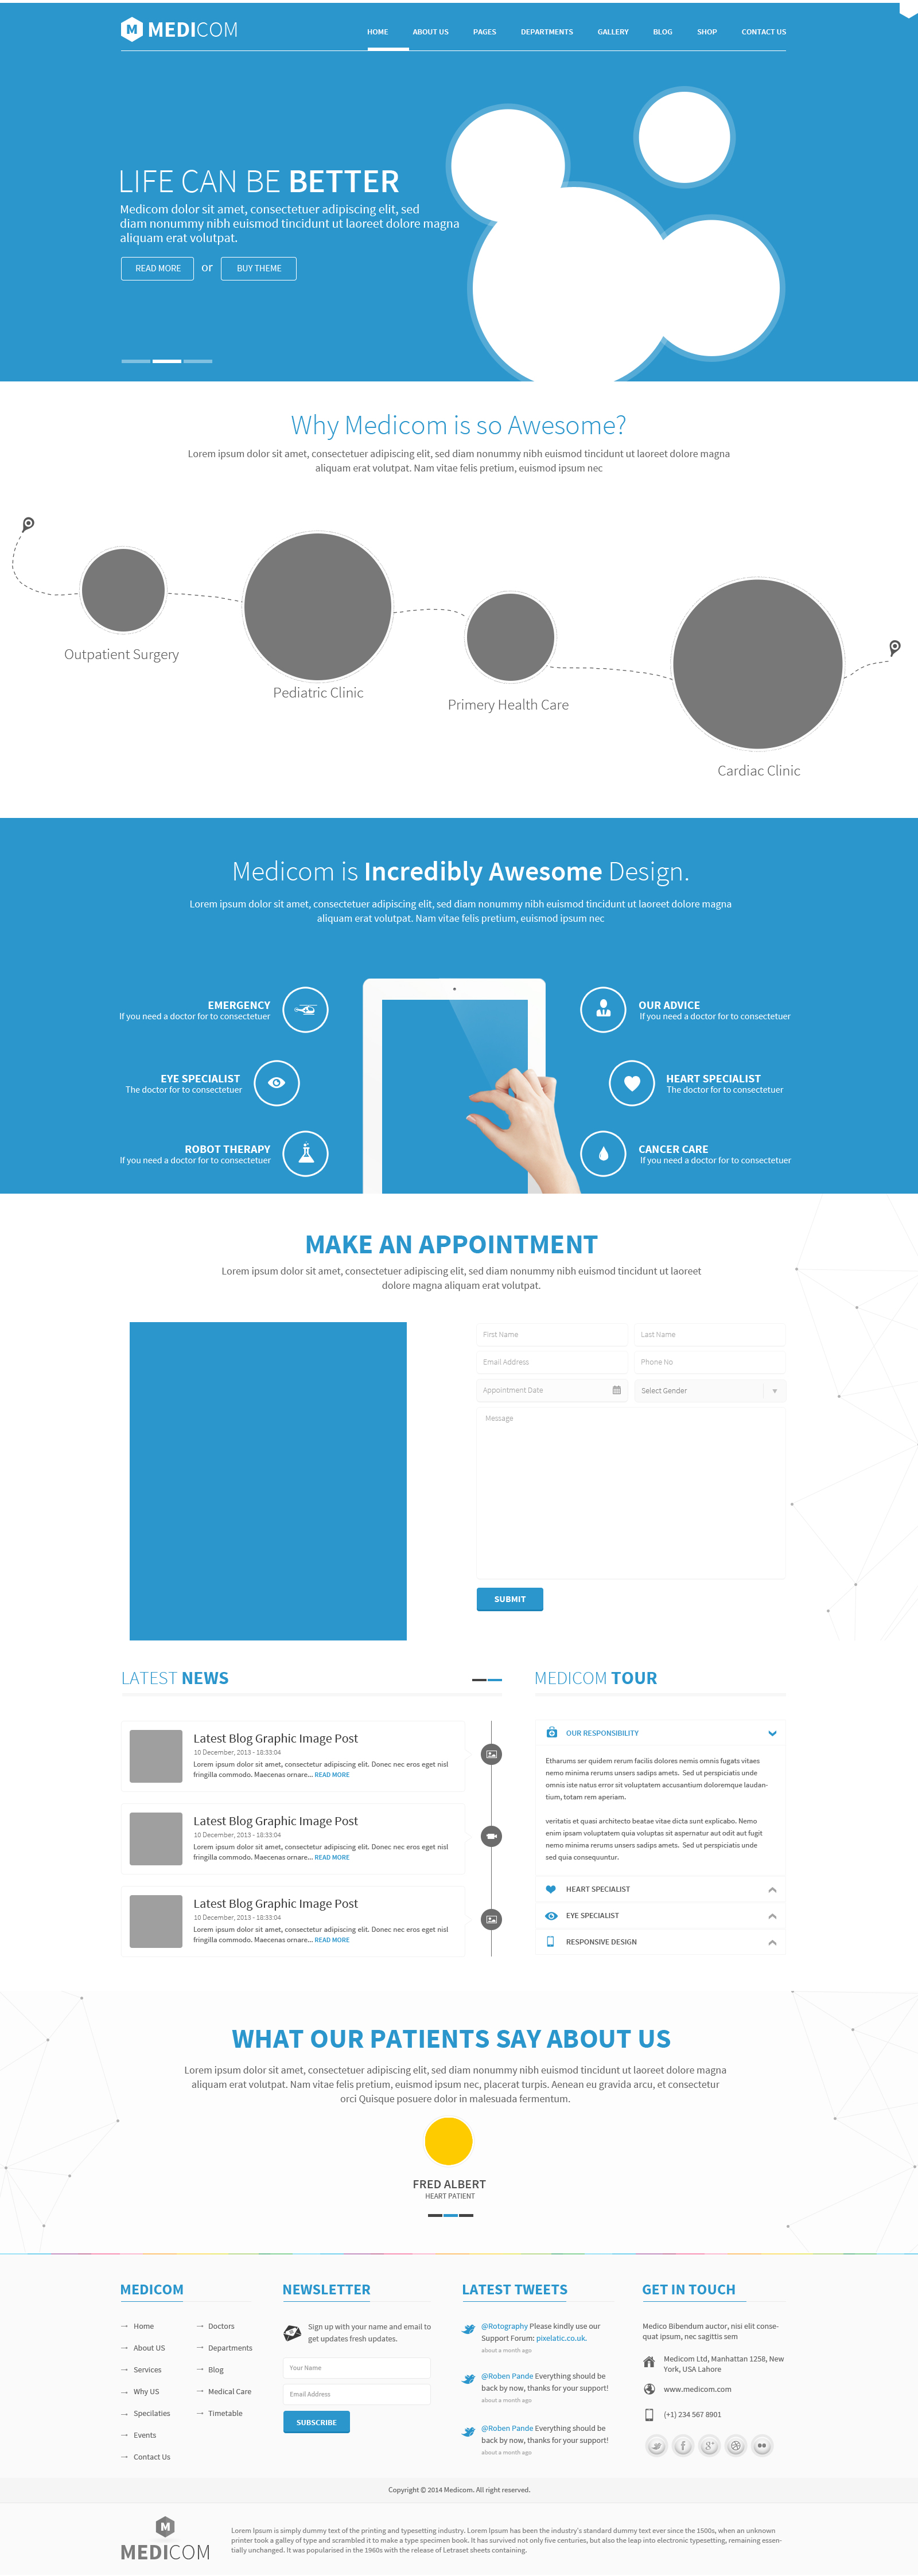 MEDICOM
HOME ABOUT US PAGES DEPARTMENTS GALLERY BLOG SHOP CONTACT US
LIFE CAN BE BETTER
Medicom dolor sit amet, consectetuer adipiscing elit, sed
diam nonummy nibh euismod tincidunt ut laoreet dolore magna
aliquam erat volutpat.
READ MORE or BUY THEME
Why Medicom is so Awesome?
Lorem ipsum dolor sit amet, consectetuer adipiscing elit, sed diam nonummy nibh euismod tincidunt ut laoreet dolore magna
aliquam erat volutpat. Nam vitae felis pretium, euismod ipsum nec
Outpatient Surgery
Pediatric Clinic
Primery Health Care
Cardiac Clinic
Medicom is Incredibly Awesome Design.
Lorem ipsum dolor sit amet, consectetuer adipiscing elit, sed diam nonummy nibh euismod tincidunt ut laoreet dolore magna
aliquam erat volutpat. Nam vitae felis pretium, euismod ipsum nec
EMERGENCY
If you need a doctor for to consectetuer
EYE SPECIALIST
The doctor for to consectetuer
ROBOT THERAPY
If you need a doctor for to consectetuer
OUR ADVICE
If you need a doctor for to consectetuer
HEART SPECIALIST
The doctor for to consectetuer
CANCER CARE
If you need a doctor for to consectetuer
MAKE AN APPOINTMENT
Lorem ipsum dolor sit amet, consectetuer adipiscing elit, sed diam nonummy nibh euismod tincidunt ut laoreet
dolore magna aliquam erat volutpat.
First Name Last Name
Email Address Phone No
Appointment Date Select Gender
Message
SUBMIT
LATEST NEWS
Latest Blog Graphic Image Post
10 December, 2013 - 18:33:04
Lorem ipsum dolor sit amet, consectetur adipiscing elit. Donec nec eros eget nisl
fringilla commodo. Maecenas ornare... READ MORE
Latest Blog Graphic Image Post
10 December, 2013 - 18:33:04
Lorem ipsum dolor sit amet, consectetur adipiscing elit. Donec nec eros eget nisl
fringilla commodo. Maecenas ornare... READ MORE
Latest Blog Graphic Image Post
10 December, 2013 - 18:33:04
Lorem ipsum dolor sit amet, consectetur adipiscing elit. Donec nec eros eget nisl
fringilla commodo. Maecenas ornare... READ MORE
MEDICOM TOUR
OUR RESPONSIBILITY
Etharums ser quidem rerum facilis dolores nemis omnis fugats vitaes
nemo minima rerums unsers sadips amets. Sed ut perspiciatis unde
omnis iste natus error sit voluptatem accusantium doloremque laudan-
tium, totam rem aperiam.
veritatis et quasi architecto beatae vitae dicta sunt explicabo. Nemo
enim ipsam voluptatem quia voluptas sit aspernatur aut odit aut fugit
nemo minima rerums unsers sadips amets. Sed ut perspiciatis unde
sed quia consequuntur.
HEART SPECIALIST
EYE SPECIALIST
RESPONSIVE DESIGN
WHAT OUR PATIENTS SAY ABOUT US
Lorem ipsum dolor sit amet, consectetuer adipiscing elit, sed diam nonummy nibh euismod tincidunt ut laoreet dolore magna
aliquam erat volutpat. Nam vitae felis pretium, euismod ipsum nec, placerat turpis. Aenean eu gravida arcu, et consectetur
orci Quisque posuere dolor in malesuada fermentum.
FRED ALBERT
HEART PATIENT
MEDICOM
Home
About US
Services
Why US
Specilaties
Events
Contact Us
Doctors
Departments
Blog
Medical Care
Timetable
NEWSLETTER
Sign up with your name and email to
get updates fresh updates.
Your Name
Email Address
SUBSCRIBE
LATEST TWEETS
@Rotography Please kindly use our
Support Forum: pixelatic.co.uk.
about a month ago
@Roben Pande Everything should be
back by now, thanks for your support!
about a month ago
@Roben Pande Everything should be
back by now, thanks for your support!
about a month ago
GET IN TOUCH
Medico Bibendum auctor, nisi elit conse-
quat ipsum, nec sagittis sem
Medicom Ltd, Manhattan 1258, New
York, USA Lahore
www.medicom.com
(+1) 234 567 8901
Copyright © 2014 Medicom. All right reserved.
MEDICOM
Lorem Ipsum is simply dummy text of the printing and typesetting industry. Lorem Ipsum has been the industry's standard dummy text ever since the 1500s, when an unknown
printer took a galley of type and scrambled it to make a type specimen book. It has survived not only five centuries, but also the leap into electronic typesetting, remaining essen-
tially unchanged. It was popularised in the 1960s with the release of Letraset sheets containing.